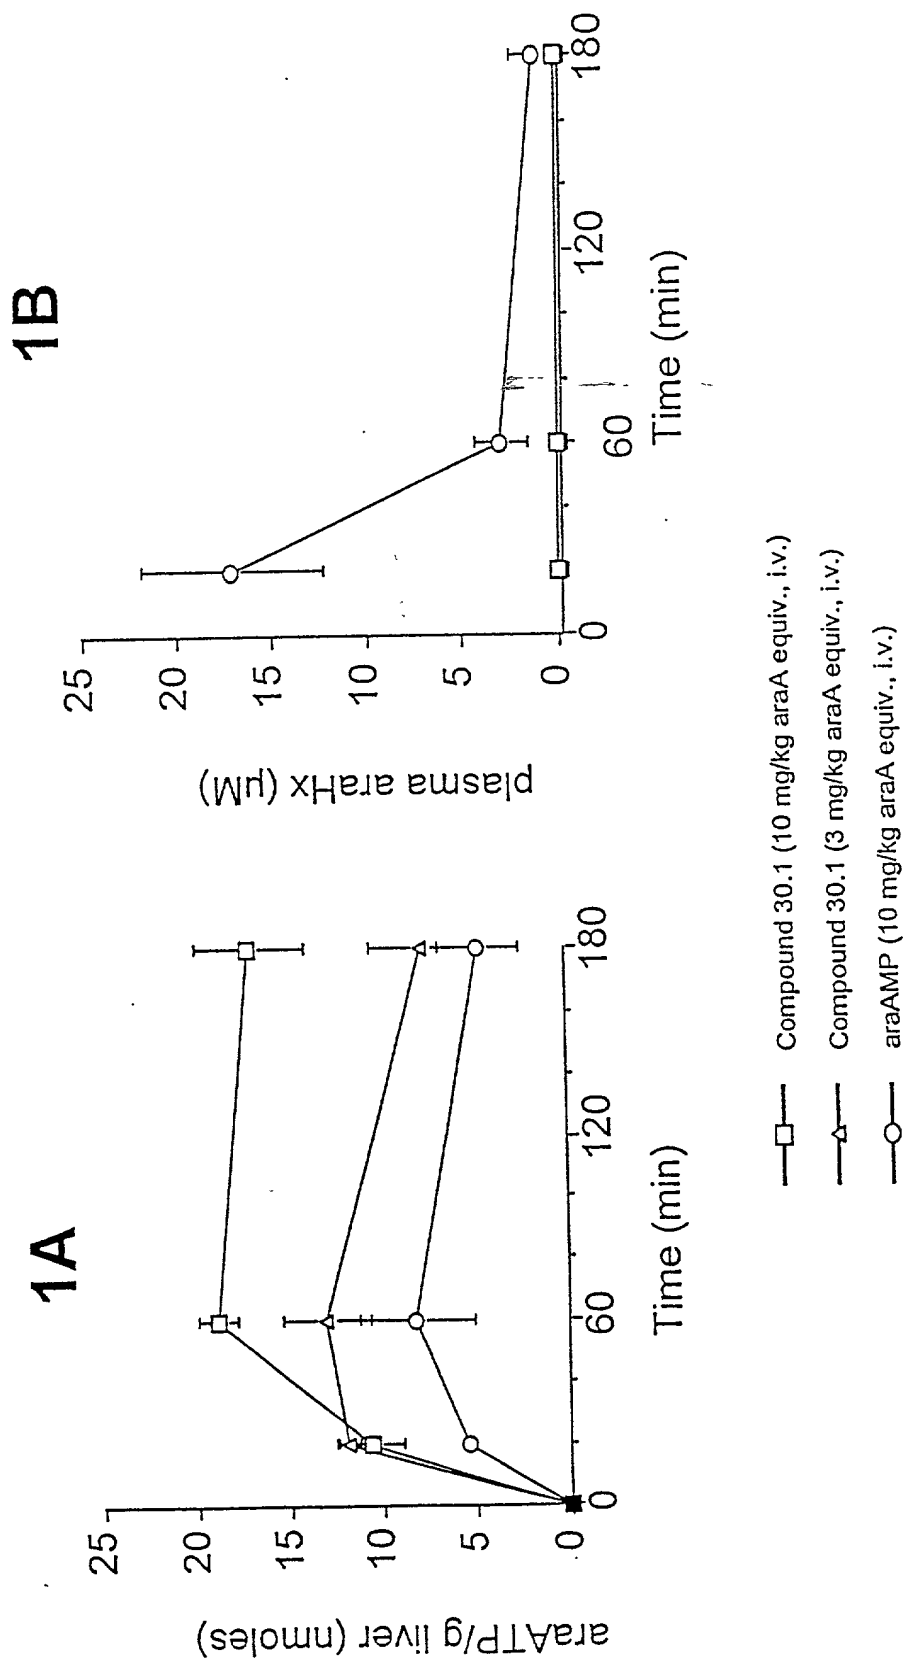 1A
25
20
15
10
5
0
araATP/g liver (nmoles)
0
60
120
180
Time (min)
1B
25
20
15
10
5
0
plasma araHx (µM)
0
60
120
180
Time (min)
Compound 30.1 (10 mg/kg araA equiv., i.v.)
Compound 30.1 (3 mg/kg araA equiv., i.v.)
araAMP (10 mg/kg araA equiv., i.v.)